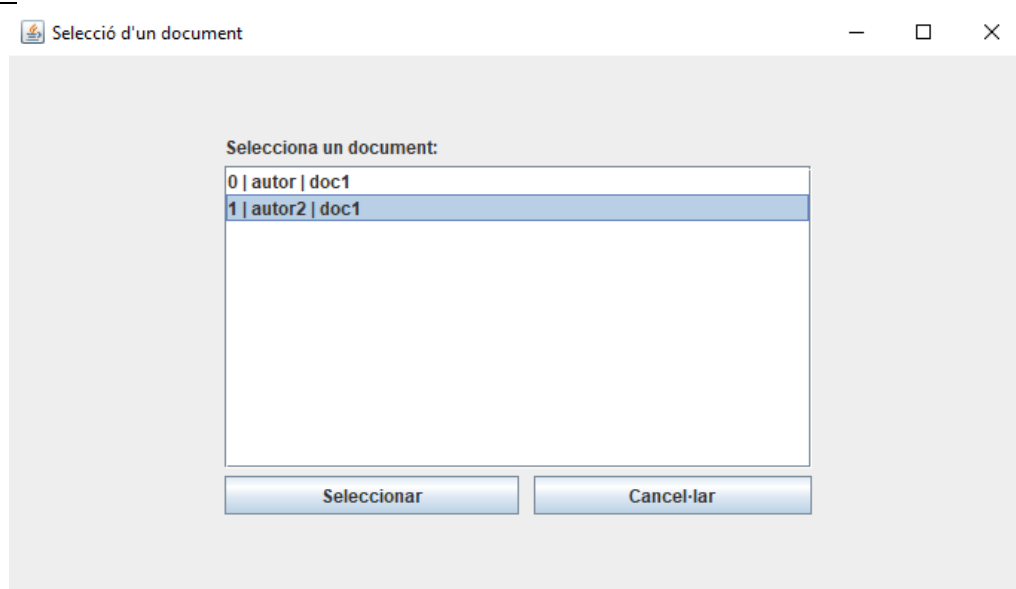 Selecció d'un document
Selecciona un document:
0 | autor | doc1
1 | autor2 | doc1
Seleccionar
Cancel·lar